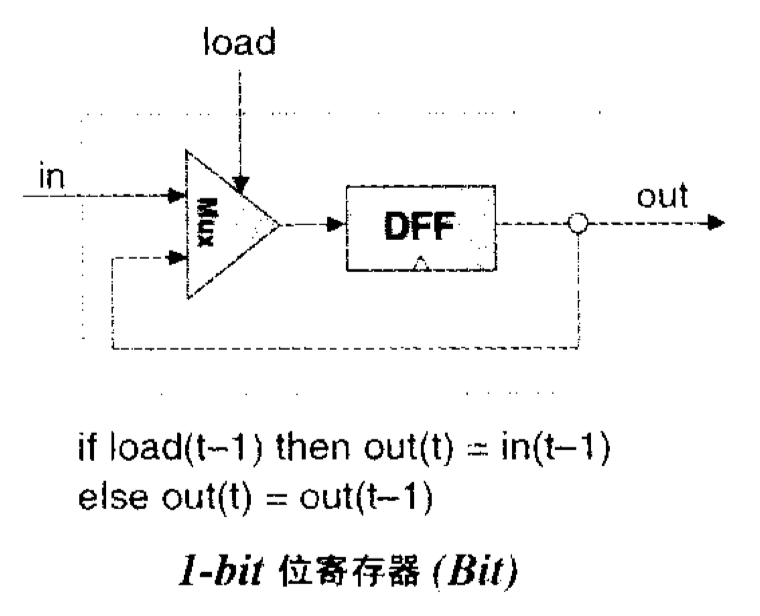 load
in
Mux
DFF
out
if load(t–1) then out(t) = in(t–1)
else out(t) = out(t–1)
1-bit 位寄存器 (Bit)